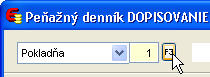 Peňažný denník DOPISOVANIE
Pokladňa 1 F3